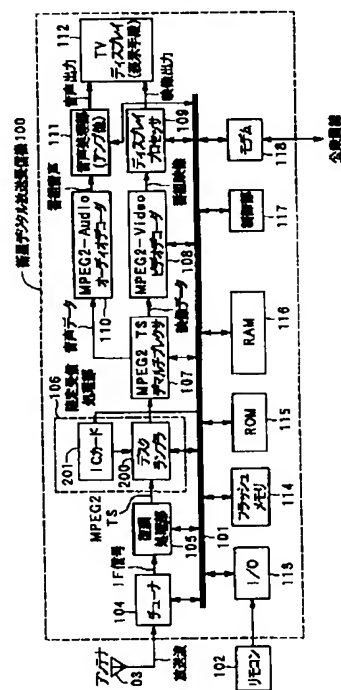 衛星デジタル放送受信機100
アンテナ
03
放送波
104
チューナ
IF信号
105
復調
処理部
MPEG2
TS
106
限定受信
処理部
201
ICカード
200
デスク
ランブラ
107
MPEG2 TS
デマルチプレクサ
音声データ
映像データ
110
MPEG2-Audio
オーディオデコーダ
108
MPEG2-Video
ビデオデコーダ
番組音声
番組映像
111
音声処理部
(アンプ他)
109
ディスプレイ
プロセッサ
音声出力
映像出力
112
TV
ディスプレイ
(表示手段)
101
102
リモコン
113
I/O
114
フラッシュ
メモリ
115
ROM
116
RAM
117
制御部
118
モデム
公衆回線